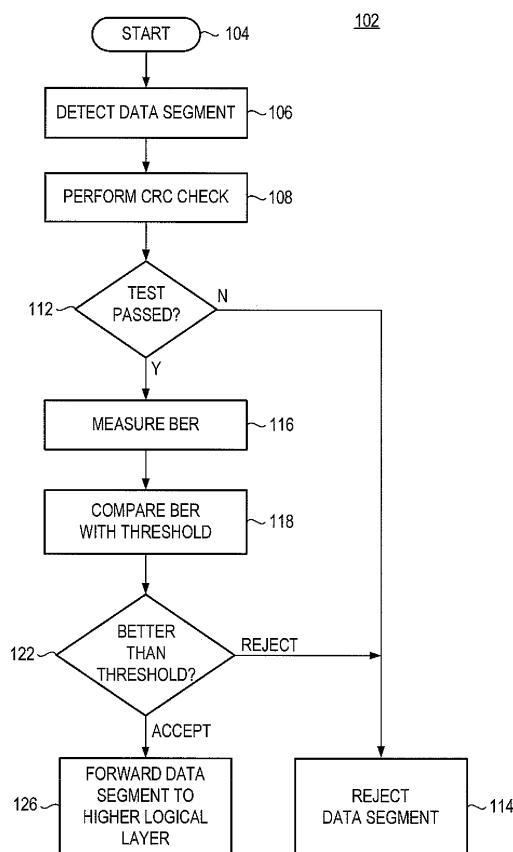 102
START
104
DETECT DATA SEGMENT
106
PERFORM CRC CHECK
108
TEST
PASSED?
112
N
Y
MEASURE BER
116
COMPARE BER
WITH THRESHOLD
118
BETTER
THAN
THRESHOLD?
122
REJECT
ACCEPT
FORWARD DATA
SEGMENT TO
HIGHER LOGICAL
LAYER
126
REJECT
DATA SEGMENT
114